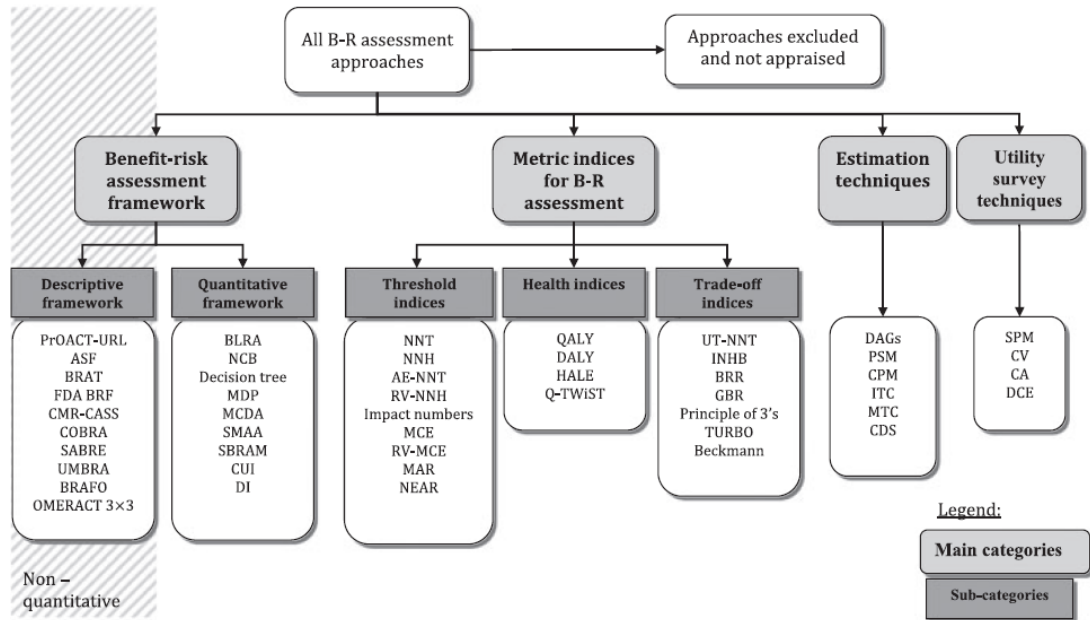 All B-R assessment
approaches
Approaches excluded
and not appraised
Benefit-risk
assessment
framework
Metric indices
for B-R
assessment
Estimation
techniques
Utility
survey
techniques
Descriptive
framework
Quantitative
framework
Threshold
indices
Health indices
Trade-off
indices
PrOACT-URL
ASF
BRAT
FDA BRF
CMR-CASS
COBRA
SABRE
UMBRA
BRAFO
OMERACT 3×3
BLRA
NCB
Decision tree
MDP
MCDA
SMAA
SBRAM
CUI
DI
NNT
NNH
AE-NNT
RV-NNH
Impact numbers
MCE
RV-MCE
MAR
NEAR
QALY
DALY
HALE
Q-TWiST
UT-NNT
INHB
BRR
GBR
Principle of 3's
TURBO
Beckmann
DAGs
PSM
CPM
ITC
MTC
CDS
SPM
CV
CA
DCE
Non –
quantitative
Legend:
Main categories
Sub-categories